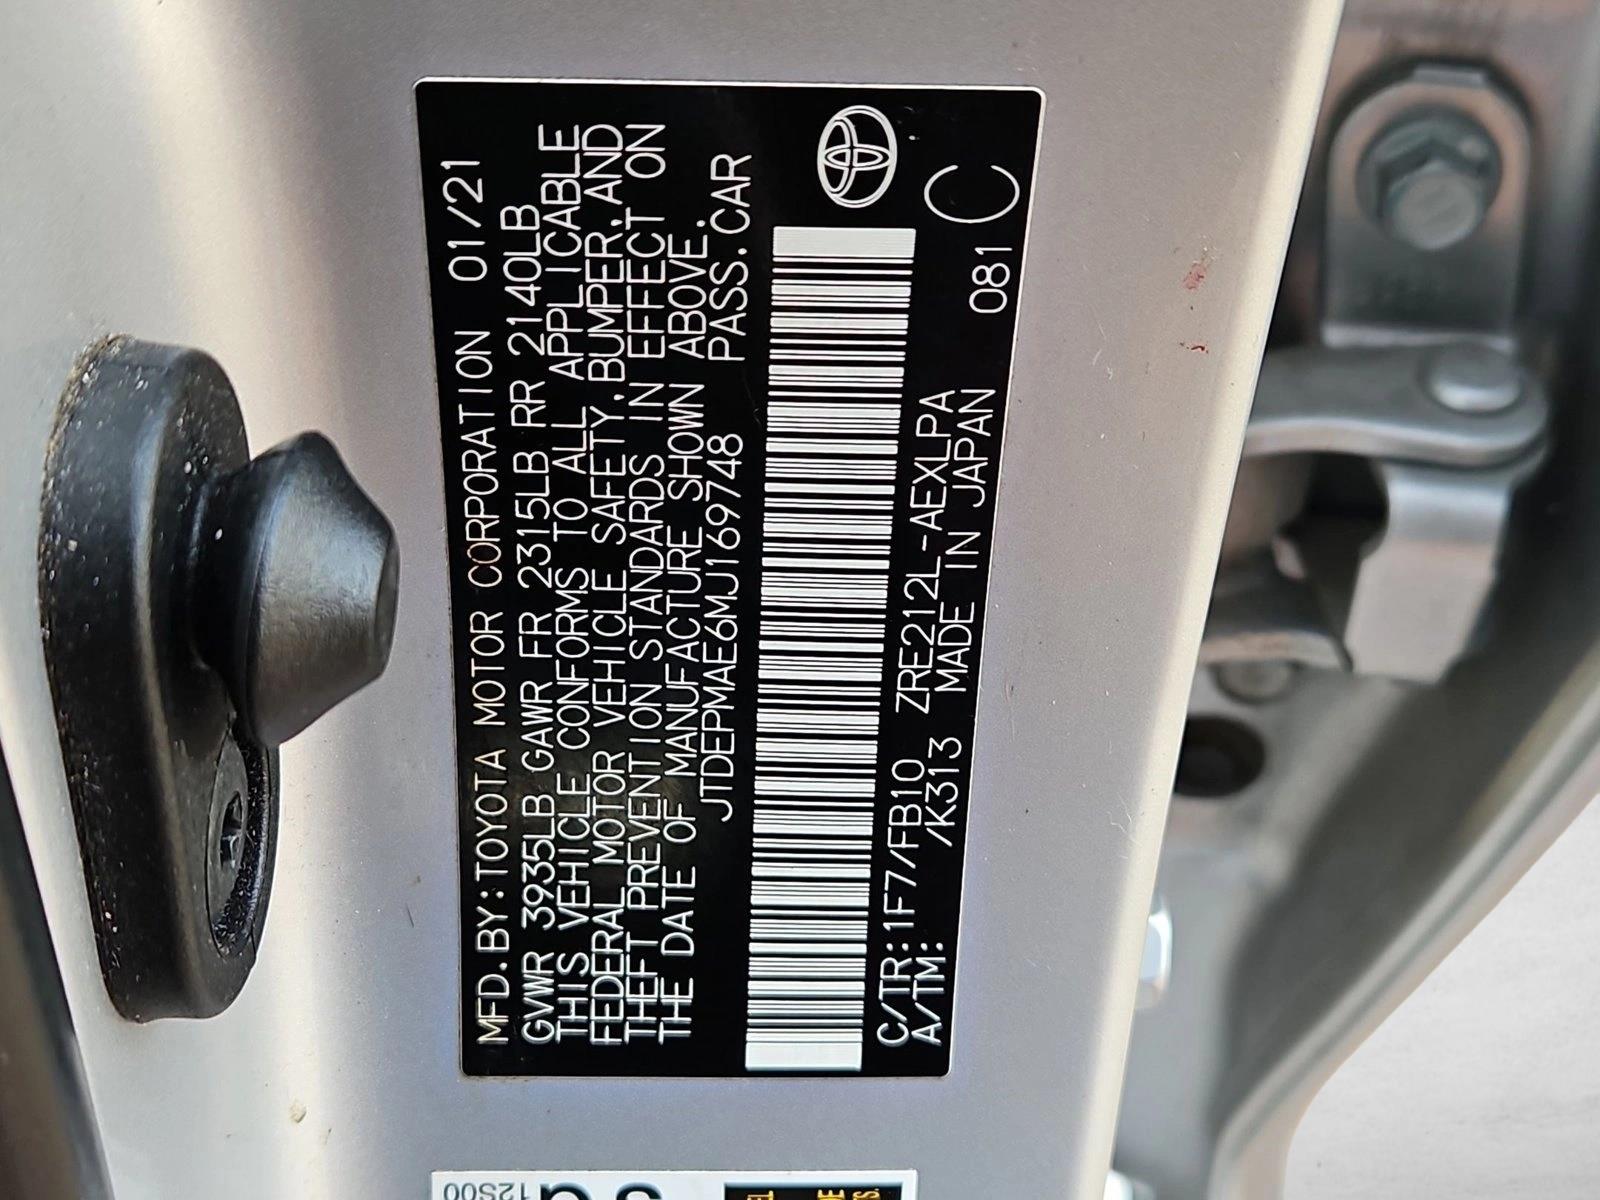 MFD.BY:TOYOTA MOTOR CORPORATION 01/21
GVWR 3935LB GAWR FR 2315LB RR 2140LB
THIS VEHICLE CONFORMS TO ALL APPLICABLE
FEDERAL MOTOR VEHICLE SAFETY,BUMPER,AND
THEFT PREVENTION STANDARDS IN EFFECT ON
THE DATE OF MANUFACTURE SHOWN ABOVE.
JTDEPMAE6MJ169748 PASS.CAR
C/TR:1F7/FB10 ZRE212L-AEXLPA 081
A/TM: /K313 MADE IN JAPAN
C
12S00